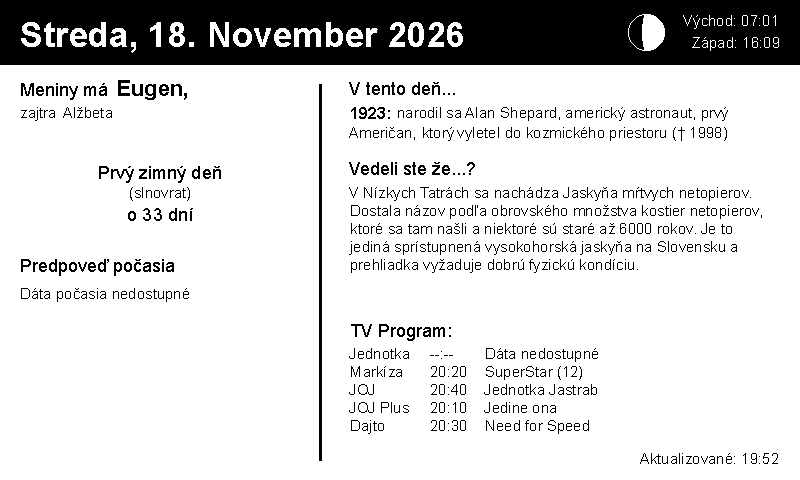 Streda, 18. November 2026
Východ: 07:01
Západ: 16:09
Meniny má Eugen,
zajtra Alžbeta
Prvý zimný deň
(slnovrat)
o 33 dní
Predpoveď počasia
Dáta počasia nedostupné
V tento deň...
1923: narodil sa Alan Shepard, americký astronaut, prvý
Američan, ktorý vyletel do kozmického priestoru († 1998)
Vedeli ste že...?
V Nízkych Tatrách sa nachádza Jaskyňa mŕtvych netopierov.
Dostala názov podľa obrovského množstva kostier netopierov,
ktoré sa tam našli a niektoré sú staré až 6000 rokov. Je to
jediná sprístupnená vysokohorská jaskyňa na Slovensku a
prehliadka vyžaduje dobrú fyzickú kondíciu.
TV Program:
Jednotka --:-- Dáta nedostupné
Markíza 20:20 SuperStar (12)
JOJ 20:40 Jednotka Jastrab
JOJ Plus 20:10 Jedine ona
Dajto 20:30 Need for Speed
Aktualizované: 19:52